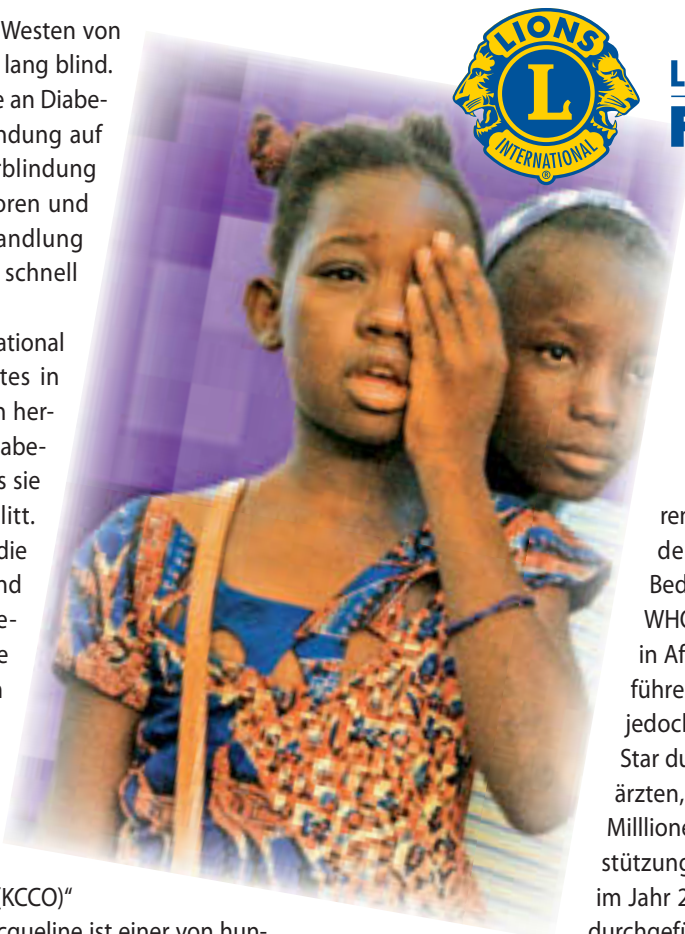 Westen von
lang blind.
e an Diabe-
ndung auf
rblindung
oren und
andlung
schnell
ational
tes in
n her-
abe-
s sie
litt.
die
nd
e-
e
n
(KCCO)“
cqueline ist einer von hun-
LIONS
L
INTERNATIONAL
®
L
ren
de
Bed
WHO
in Af
führe
jedoch
Star du
ärzten,
Milllione
stützung
im Jahr 2
durchgefü